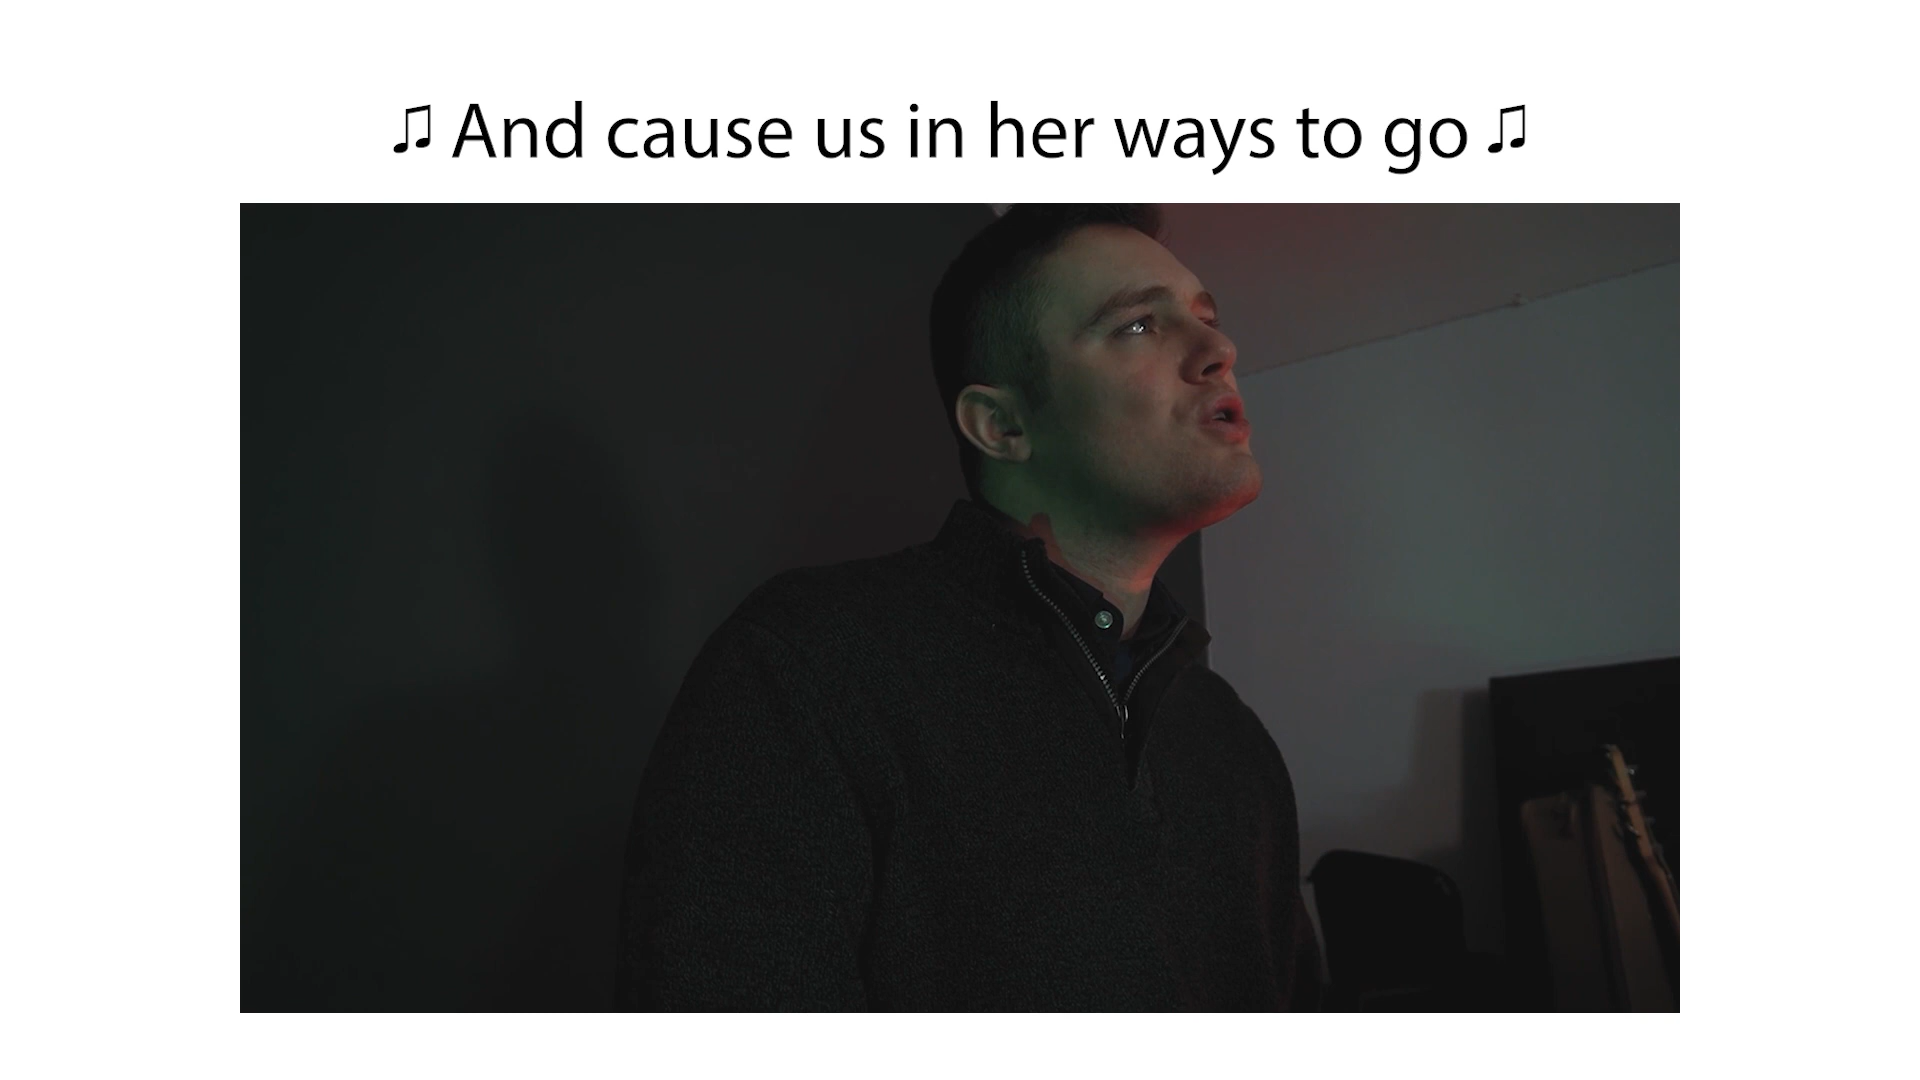 ♫ And cause us in her ways to go ♫